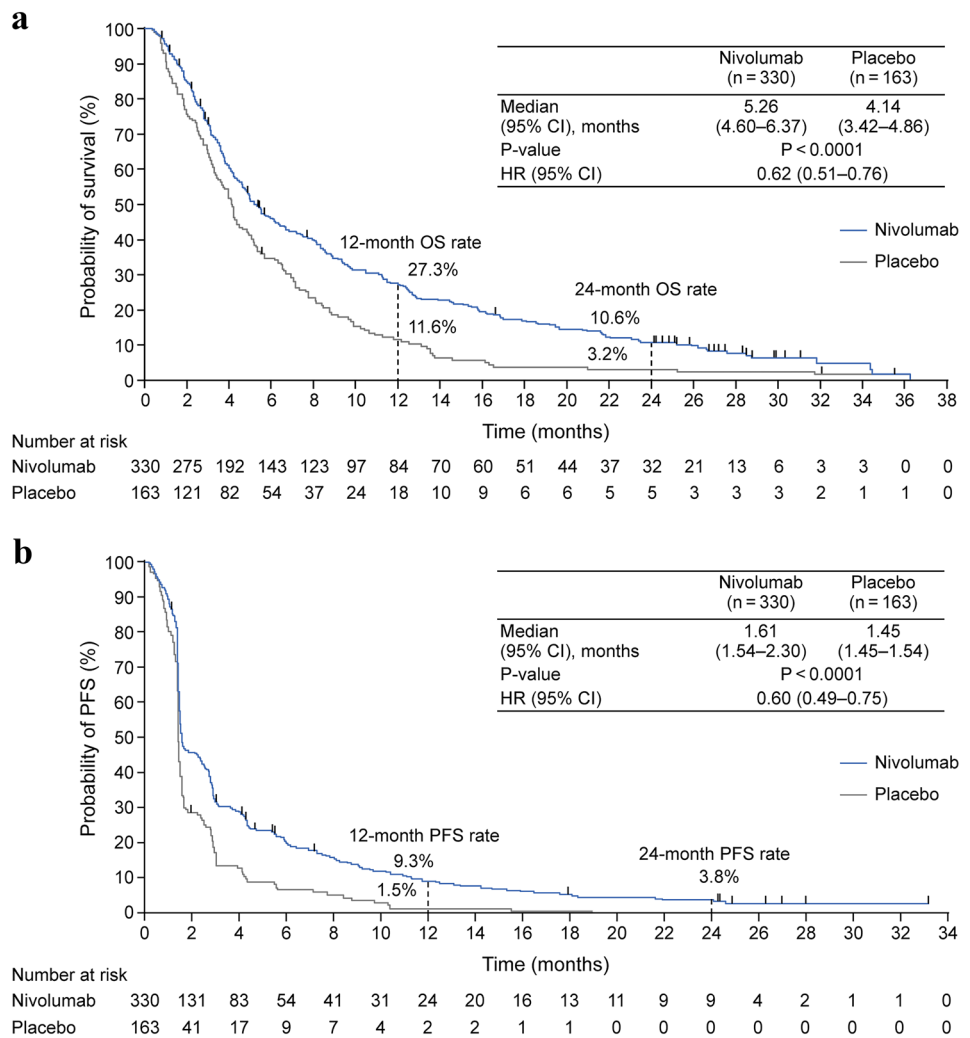 a
Nivolumab Placebo
(n = 330) (n = 163)
Median 5.26 4.14
(95% CI), months (4.60–6.37) (3.42–4.86)
P-value P < 0.0001
HR (95% CI) 0.62 (0.51–0.76)
Nivolumab
Placebo
Probability of survival (%)
100
90
80
70
60
50
40
30
20
10
0
12-month OS rate
27.3%
11.6%
24-month OS rate
10.6%
3.2%
0 2 4 6 8 10 12 14 16 18 20 22 24 26 28 30 32 34 36 38
Time (months)
Number at risk
Nivolumab 330 275 192 143 123 97 84 70 60 51 44 37 32 21 13 6 3 3 0 0
Placebo 163 121 82 54 37 24 18 10 9 6 6 5 5 3 3 3 2 1 1 0
b
Nivolumab Placebo
(n = 330) (n = 163)
Median 1.61 1.45
(95% CI), months (1.54–2.30) (1.45–1.54)
P-value P < 0.0001
HR (95% CI) 0.60 (0.49–0.75)
Nivolumab
Placebo
Probability of PFS (%)
100
90
80
70
60
50
40
30
20
10
0
12-month PFS rate
9.3%
1.5%
24-month PFS rate
3.8%
0 2 4 6 8 10 12 14 16 18 20 22 24 26 28 30 32 34
Time (months)
Number at risk
Nivolumab 330 131 83 54 41 31 24 20 16 13 11 9 9 4 2 1 1 0
Placebo 163 41 17 9 7 4 2 2 1 1 0 0 0 0 0 0 0 0